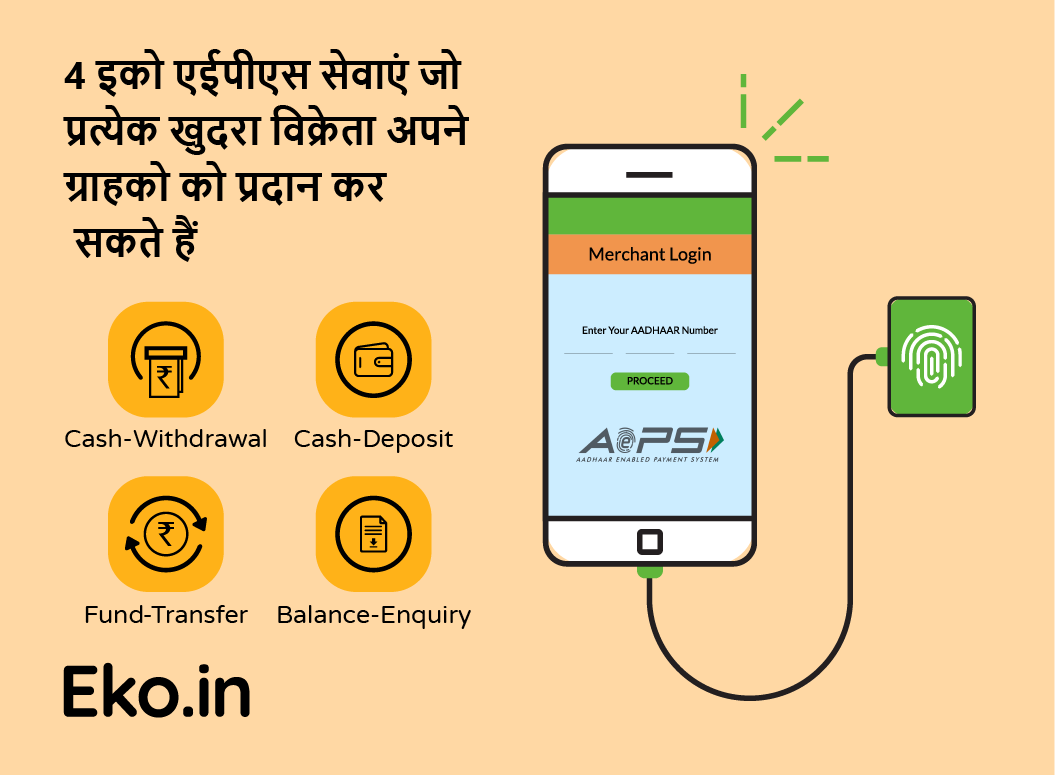 4 इको एईपीएस सेवाएं जो
प्रत्येक खुदरा विक्रेता अपने
ग्राहको को प्रदान कर
सकते हैं
Cash-Withdrawal
Cash-Deposit
Fund-Transfer
Balance-Enquiry
Eko.in
Merchant Login
Enter Your AADHAAR Number
PROCEED
AePS
AADHAAR ENABLED PAYMENT SYSTEM